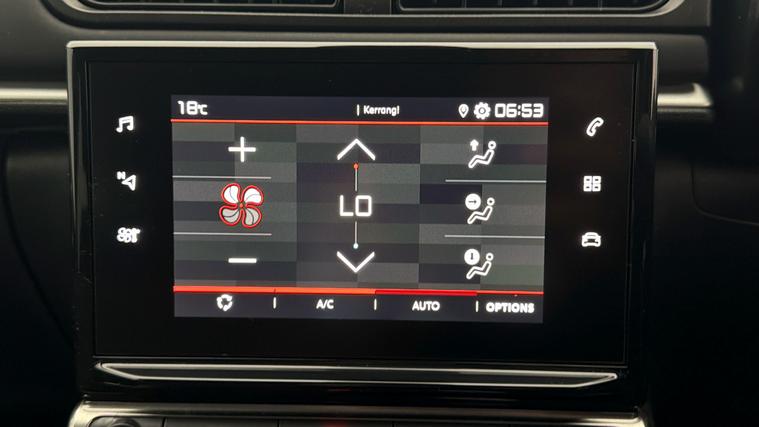 18°C | Kerrang! 06:53
N
LO
A/C | AUTO | OPTIONS